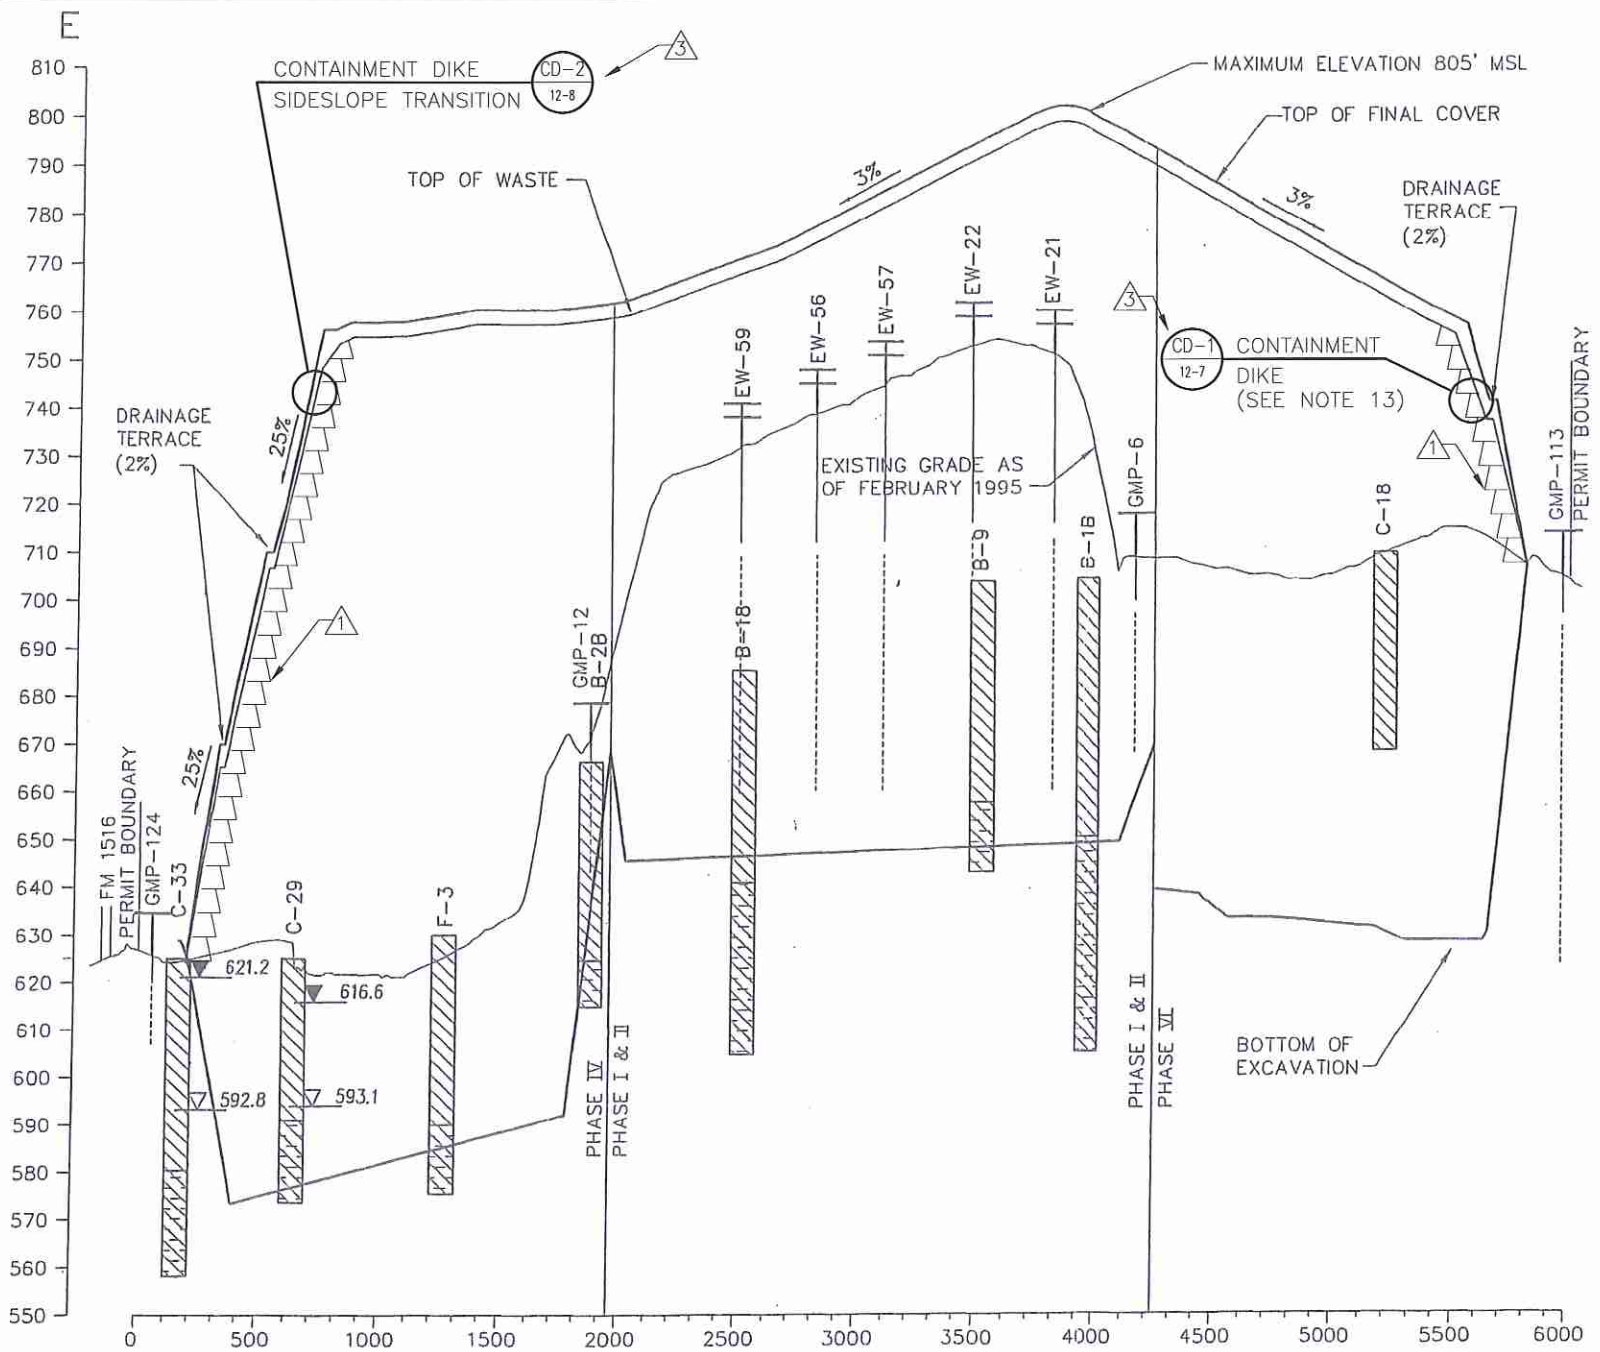 E
CONTAINMENT DIKE
SIDESLOPE TRANSITION
CD-2
12-8
3
MAXIMUM ELEVATION 805' MSL
TOP OF FINAL COVER
TOP OF WASTE
3%
3%
DRAINAGE
TERRACE
(2%)
810
800
790
780
770
760
750
740
730
720
710
700
690
680
670
660
650
640
630
620
610
600
590
580
570
560
550
EW-59
EW-56
EW-57
EW-22
EW-21
3
CD-1
12-7
CONTAINMENT
DIKE
(SEE NOTE 13)
DRAINAGE
TERRACE
(2%)
25%
25%
EXISTING GRADE AS
OF FEBRUARY 1995
GMP-6
1
C-18
GMP-113
PERMIT BOUNDARY
B-9
B-1B
B-18
GMP-12
B-2B
1
FM 1516
PERMIT BOUNDARY
GMP-124
C-33
C-29
F-3
621.2
616.6
592.8
593.1
PHASE IV
PHASE I & II
PHASE I & II
PHASE VI
BOTTOM OF
EXCAVATION
0 500 1000 1500 2000 2500 3000 3500 4000 4500 5000 5500 6000